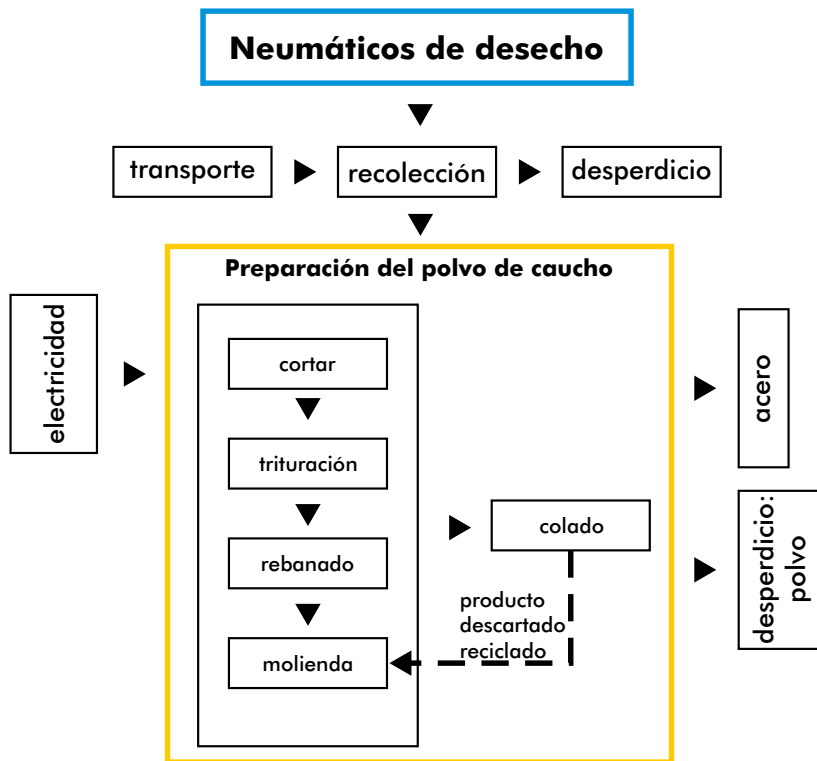 Neumáticos de desecho
transporte
recolección
desperdicio
Preparación del polvo de caucho
electricidad
cortar
trituración
rebanado
molienda
colado
producto
descartado
reciclado
acero
desperdicio:
polvo